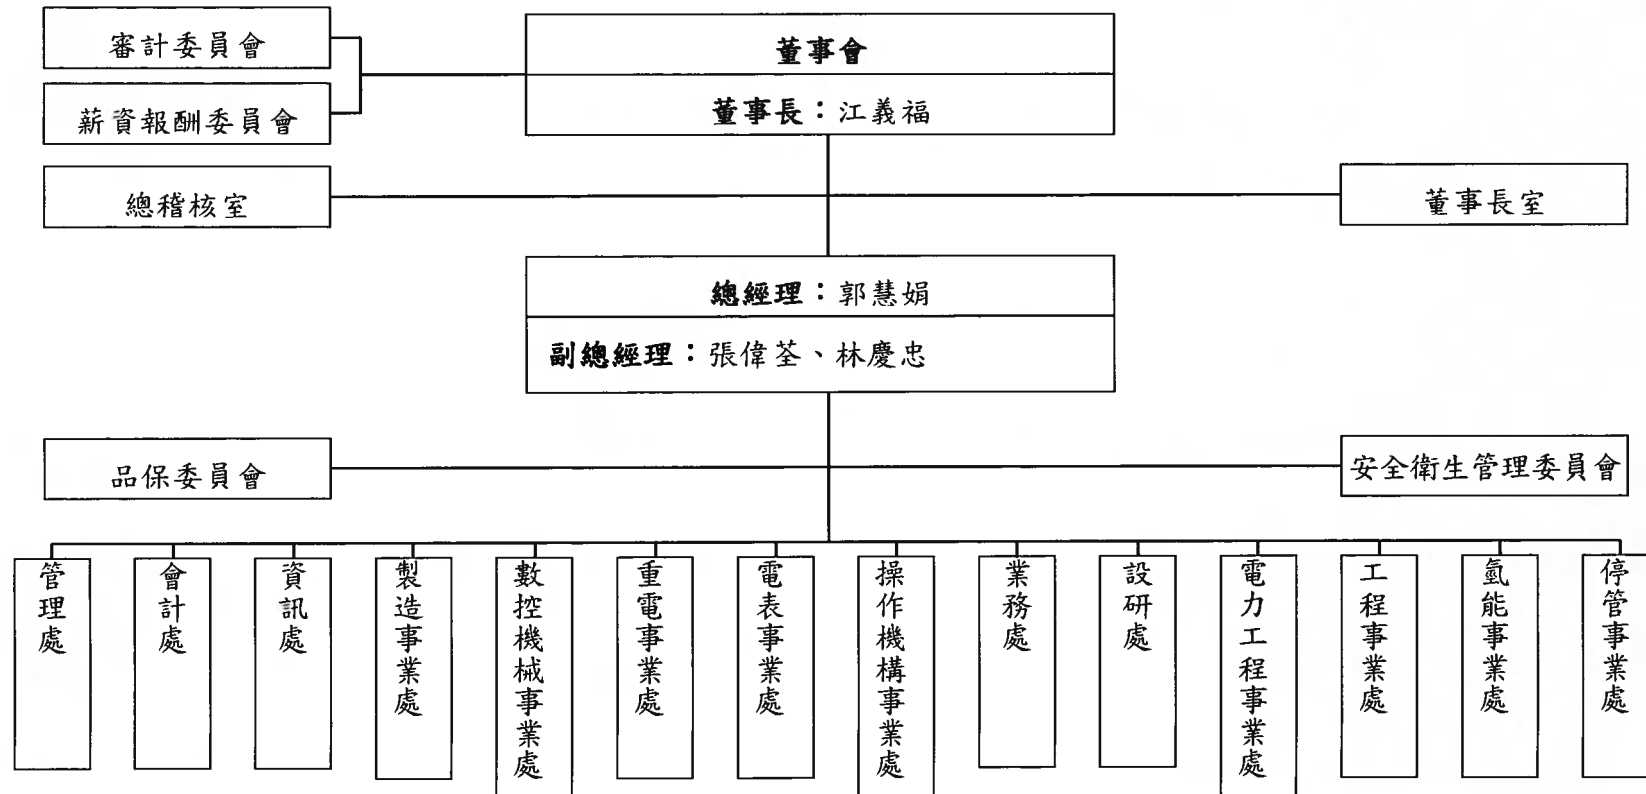 審計委員會
薪資報酬委員會
董事會
董事長：江義福
總稽核室
董事長室
總經理：郭慧娟
副總經理：張偉荃、林慶忠
品保委員會
安全衛生管理委員會
管理處
會計處
資訊處
製造事業處
數控機械事業處
重電事業處
電表事業處
操作機構事業處
業務處
設研處
電力工程事業處
工程事業處
氫能事業處
停管事業處